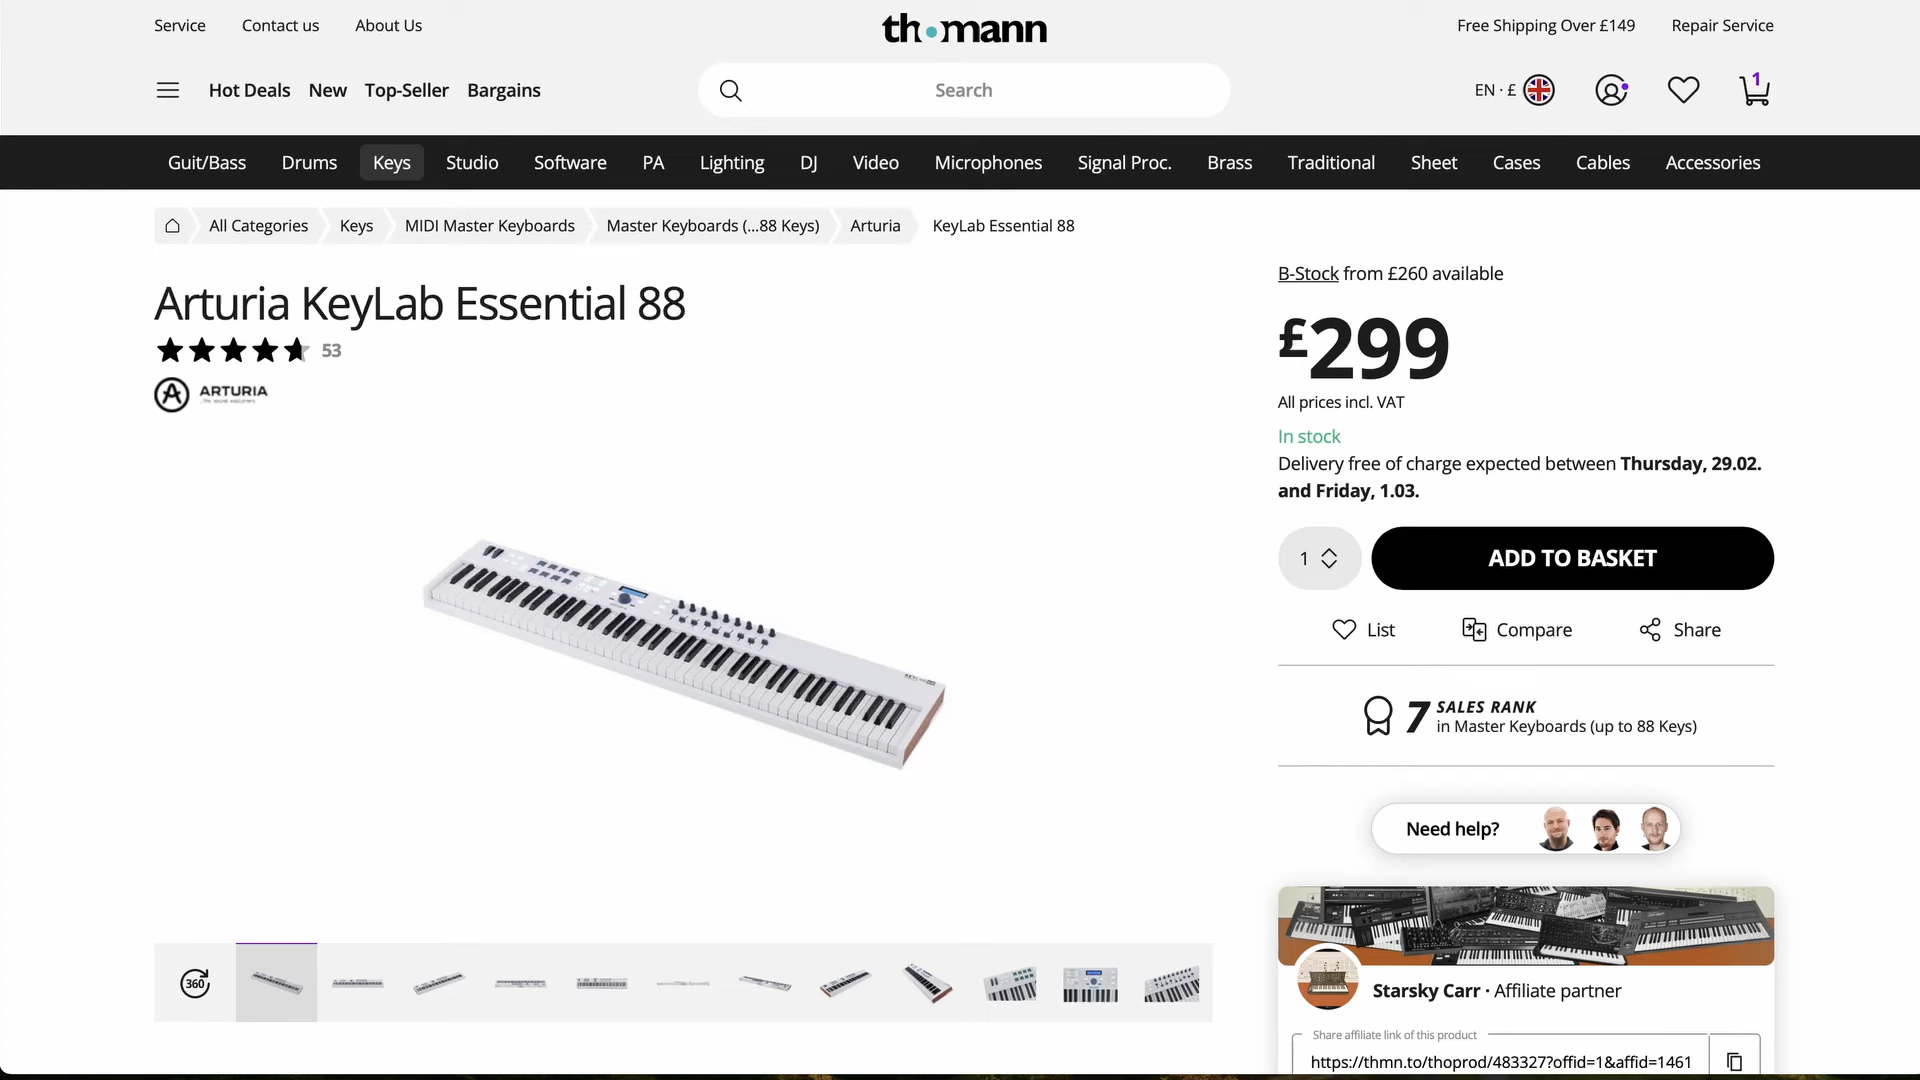 Service
Contact us
About Us
thomann
Free Shipping Over £149
Repair Service
Hot Deals
New
Top-Seller
Bargains
Search
EN · £
1
Guit/Bass
Drums
Keys
Studio
Software
PA
Lighting
DJ
Video
Microphones
Signal Proc.
Brass
Traditional
Sheet
Cases
Cables
Accessories
All Categories
Keys
MIDI Master Keyboards
Master Keyboards (...88 Keys)
Arturia
KeyLab Essential 88
Arturia KeyLab Essential 88
53
ARTURIA
B-Stock from £260 available
£299
All prices incl. VAT
In stock
Delivery free of charge expected between Thursday, 29.02.
and Friday, 1.03.
1
ADD TO BASKET
List
Compare
Share
7
SALES RANK
in Master Keyboards (up to 88 Keys)
Need help?
360
Starsky Carr · Affiliate partner
Share affiliate link of this product
https://thmn.to/thoprod/483327?offid=1&affid=1461